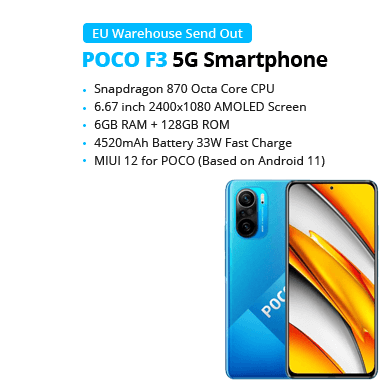 EU Warehouse Send Out
POCO F3 5G Smartphone
• Snapdragon 870 Octa Core CPU
• 6.67 inch 2400x1080 AMOLED Screen
• 6GB RAM + 128GB ROM
• 4520mAh Battery 33W Fast Charge
• MIUI 12 for POCO (Based on Android 11)
POCO